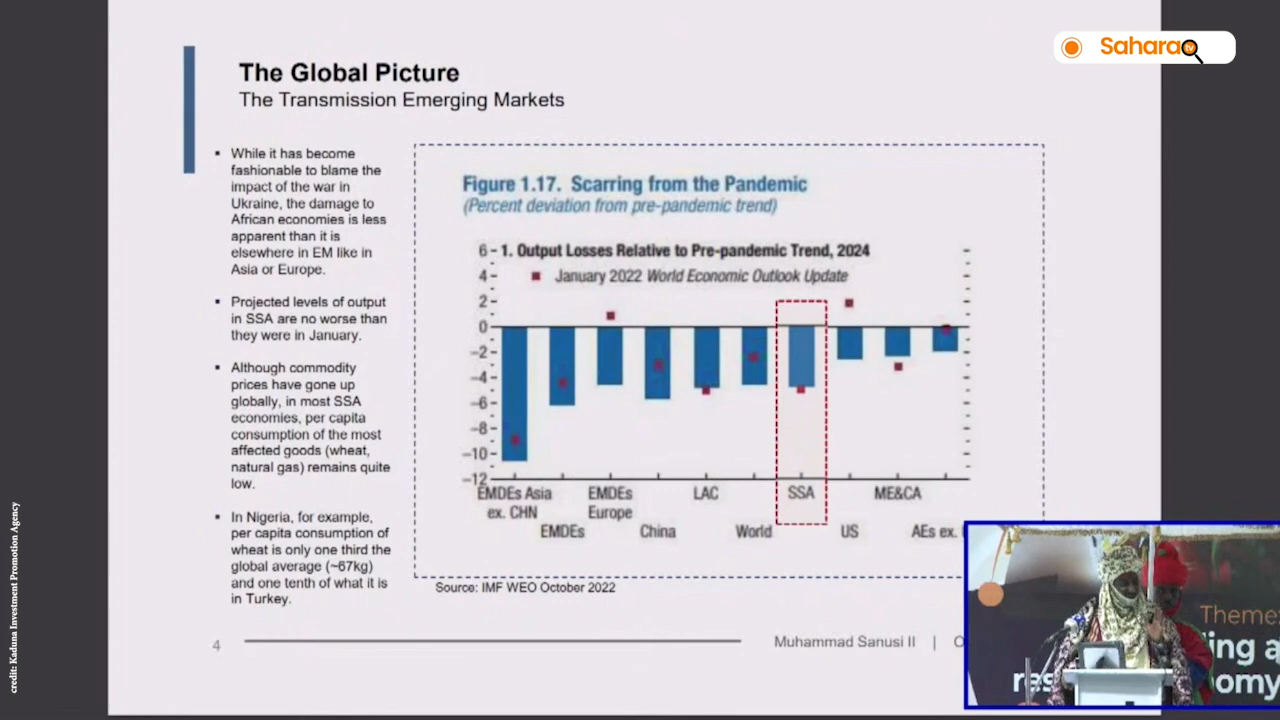 Sahara tv
The Global Picture
The Transmission Emerging Markets
▪ While it has become
fashionable to blame the
impact of the war in
Ukraine, the damage to
African economies is less
apparent than it is
elsewhere in EM like in
Asia or Europe.
▪ Projected levels of output
in SSA are no worse than
they were in January.
▪ Although commodity
prices have gone up
globally, in most SSA
economies, per capita
consumption of the most
affected goods (wheat,
natural gas) remains quite
low.
▪ In Nigeria, for example,
per capita consumption of
wheat is only one third the
global average (~67kg)
and one tenth of what it is
in Turkey.
Figure 1.17. Scarring from the Pandemic
(Percent deviation from pre-pandemic trend)
1. Output Losses Relative to Pre-pandemic Trend, 2024
January 2022 World Economic Outlook Update
6
4
2
0
–2
–4
–6
–8
–10
–12
EMDEs Asia ex. CHN
EMDEs
EMDEs Europe
China
LAC
World
SSA
US
ME&CA
AEs ex.
Source: IMF WEO October 2022
4
Muhammad Sanusi II | O
Theme:
ing a
res omy
credit: Kaduna Investment Promotion Agency